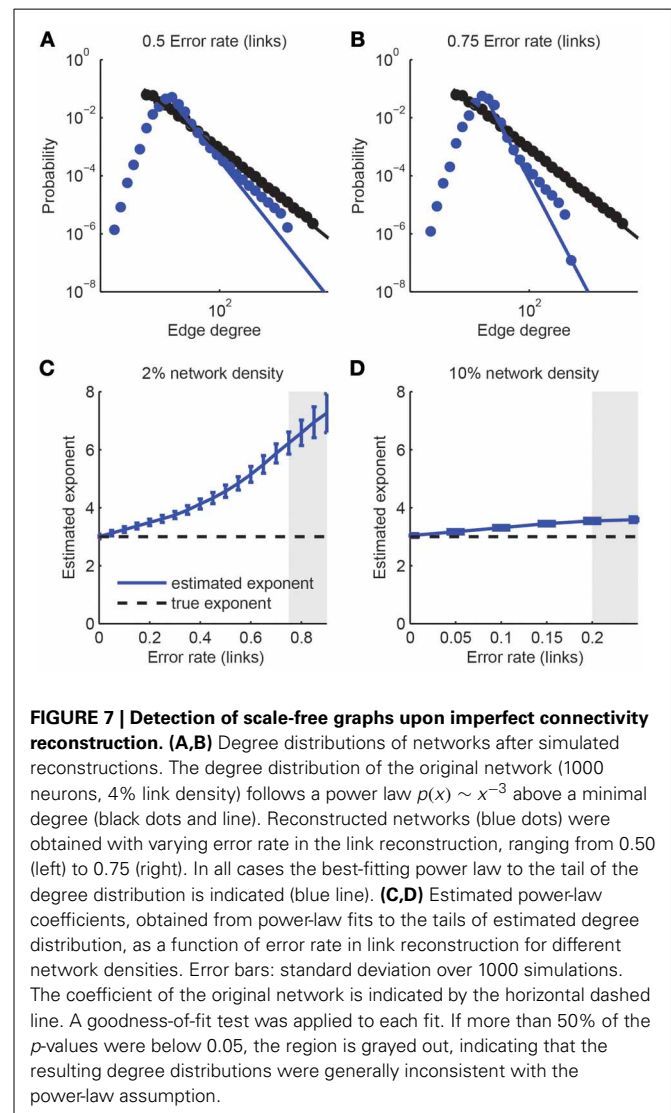 A
0.5 Error rate (links)
10^0
10^-2
10^-4
10^-6
10^-8
Probability
10^2
Edge degree
B
0.75 Error rate (links)
10^0
10^-2
10^-4
10^-6
10^-8
Probability
10^2
Edge degree
C
2% network density
8
6
4
2
0
Estimated exponent
estimated exponent
true exponent
0 0.2 0.4 0.6 0.8
Error rate (links)
D
10% network density
8
6
4
2
0
Estimated exponent
0 0.05 0.1 0.15 0.2
Error rate (links)
FIGURE 7 | Detection of scale-free graphs upon imperfect connectivity
reconstruction. (A,B) Degree distributions of networks after simulated
reconstructions. The degree distribution of the original network (1000
neurons, 4% link density) follows a power law p(x) ∼ x^−3 above a minimal
degree (black dots and line). Reconstructed networks (blue dots) were
obtained with varying error rate in the link reconstruction, ranging from 0.50
(left) to 0.75 (right). In all cases the best-fitting power law to the tail of the
degree distribution is indicated (blue line). (C,D) Estimated power-law
coefficients, obtained from power-law fits to the tails of estimated degree
distribution, as a function of error rate in link reconstruction for different
network densities. Error bars: standard deviation over 1000 simulations.
The coefficient of the original network is indicated by the horizontal dashed
line. A goodness-of-fit test was applied to each fit. If more than 50% of the
p-values were below 0.05, the region is grayed out, indicating that the
resulting degree distributions were generally inconsistent with the
power-law assumption.